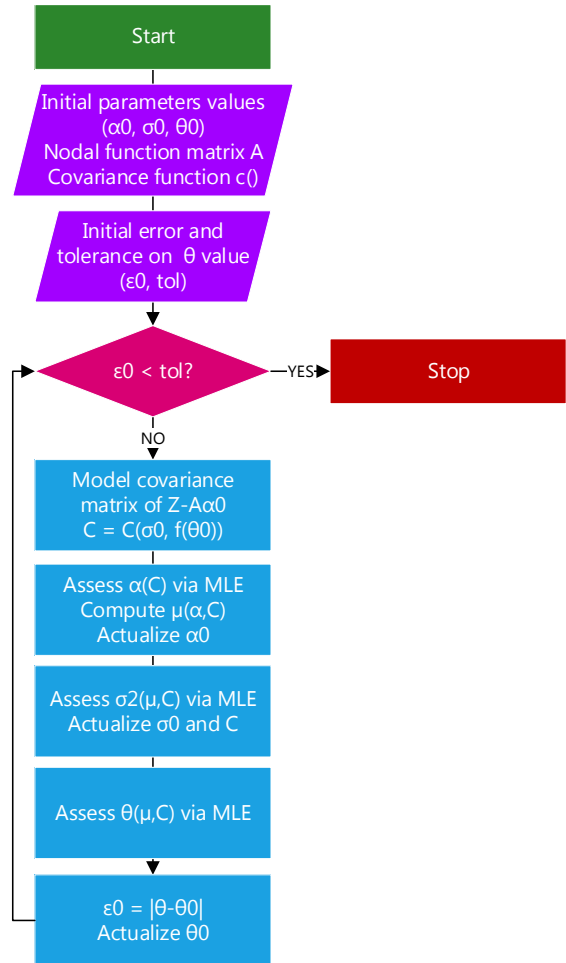 Start
Initial parameters values
(α0, σ0, θ0)
Nodal function matrix A
Covariance function c()
Initial error and
tolerance on θ value
(ε0, tol)
ε0 < tol?
YES
Stop
NO
Model covariance
matrix of Z-Aα0
C = C(σ0, f(θ0))
Assess α(C) via MLE
Compute μ(α,C)
Actualize α0
Assess σ2(μ,C) via MLE
Actualize σ0 and C
Assess θ(μ,C) via MLE
ε0 = |θ-θ0|
Actualize θ0